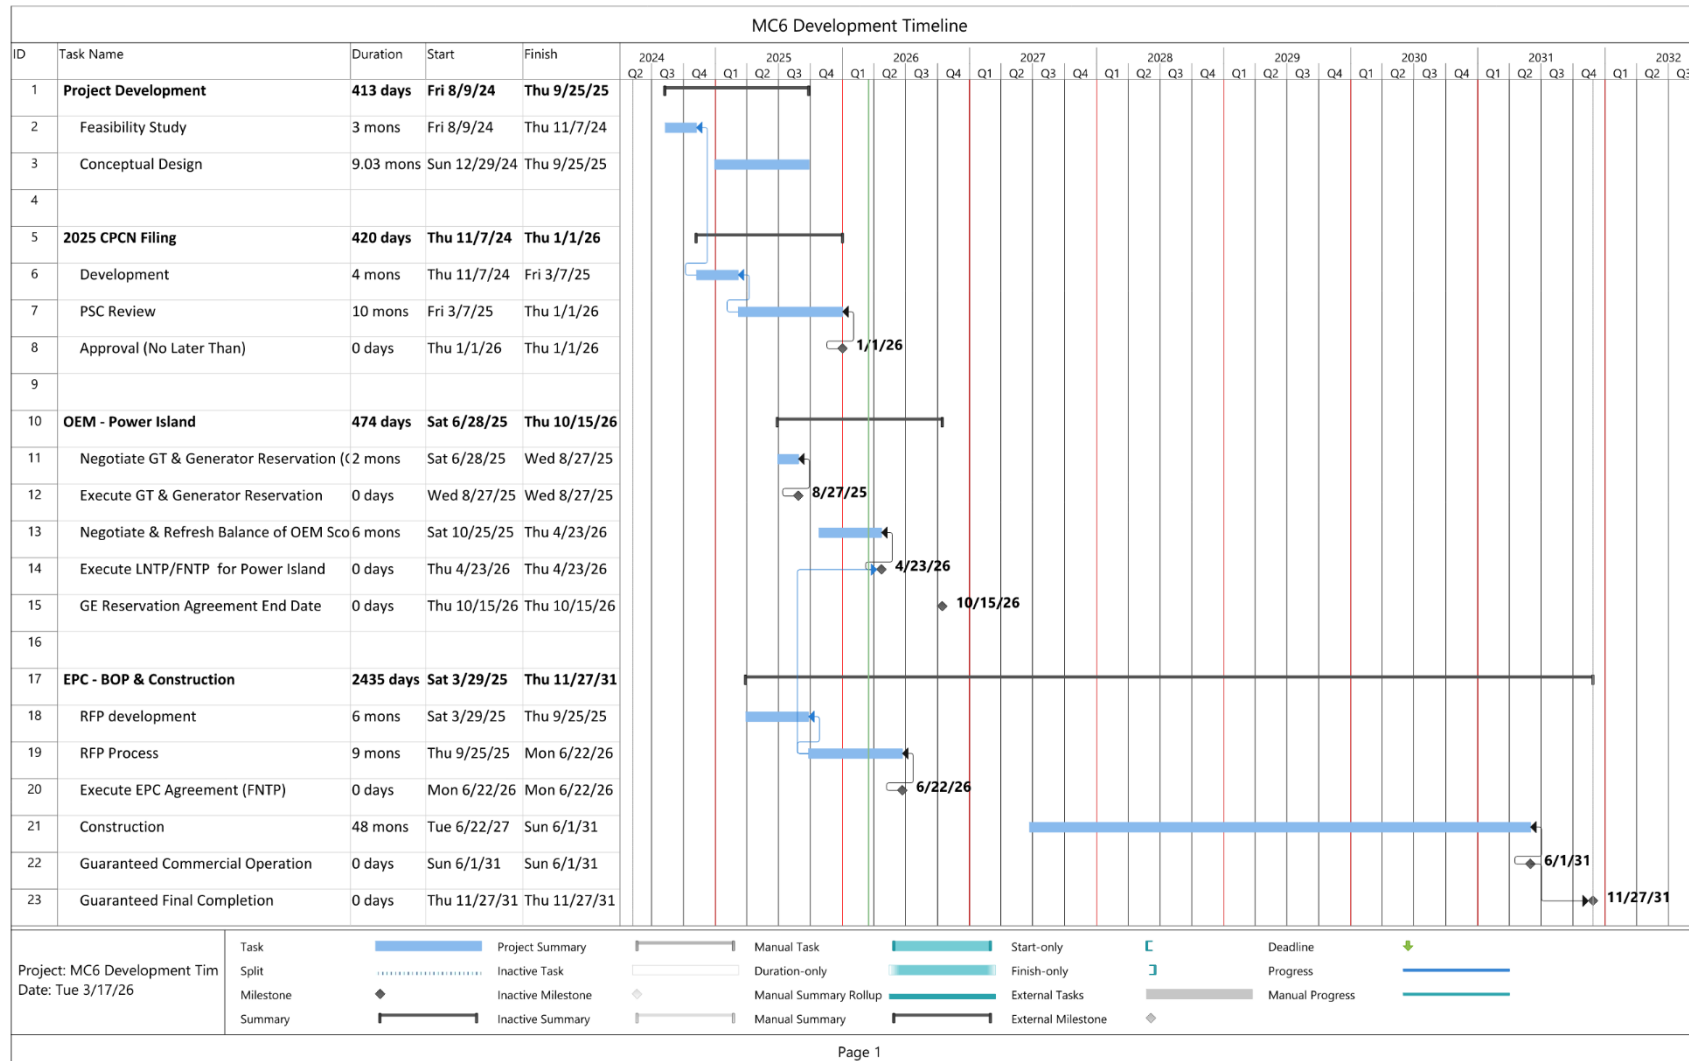 MC6 Development Timeline
ID Task Name Duration Start Finish
2024 2025 2026 2027 2028 2029 2030 2031 2032
Q2 Q3 Q4 Q1 Q2 Q3 Q4 Q1 Q2 Q3 Q4 Q1 Q2 Q3 Q4 Q1 Q2 Q3 Q4 Q1 Q2 Q3 Q4 Q1 Q2 Q3 Q4 Q1 Q2 Q3 Q4 Q1 Q2 Q3
1 Project Development 413 days Fri 8/9/24 Thu 9/25/25
2 Feasibility Study 3 mons Fri 8/9/24 Thu 11/7/24
3 Conceptual Design 9.03 mons Sun 12/29/24 Thu 9/25/25
4
5 2025 CPCN Filing 420 days Thu 11/7/24 Thu 1/1/26
6 Development 4 mons Thu 11/7/24 Fri 3/7/25
7 PSC Review 10 mons Fri 3/7/25 Thu 1/1/26
8 Approval (No Later Than) 0 days Thu 1/1/26 Thu 1/1/26 1/1/26
9
10 OEM - Power Island 474 days Sat 6/28/25 Thu 10/15/26
11 Negotiate GT & Generator Reservation ( 2 mons Sat 6/28/25 Wed 8/27/25
12 Execute GT & Generator Reservation 0 days Wed 8/27/25 Wed 8/27/25 8/27/25
13 Negotiate & Refresh Balance of OEM Sco 6 mons Sat 10/25/25 Thu 4/23/26
14 Execute LNTP/FNTP for Power Island 0 days Thu 4/23/26 Thu 4/23/26 4/23/26
15 GE Reservation Agreement End Date 0 days Thu 10/15/26 Thu 10/15/26 10/15/26
16
17 EPC - BOP & Construction 2435 days Sat 3/29/25 Thu 11/27/31
18 RFP development 6 mons Sat 3/29/25 Thu 9/25/25
19 RFP Process 9 mons Thu 9/25/25 Mon 6/22/26
20 Execute EPC Agreement (FNTP) 0 days Mon 6/22/26 Mon 6/22/26 6/22/26
21 Construction 48 mons Tue 6/22/27 Sun 6/1/31
22 Guaranteed Commercial Operation 0 days Sun 6/1/31 Sun 6/1/31 6/1/31
23 Guaranteed Final Completion 0 days Thu 11/27/31 Thu 11/27/31 11/27/31
Project: MC6 Development Tim
Date: Tue 3/17/26
Task Project Summary Manual Task Start-only Deadline
Split Inactive Task Duration-only Finish-only Progress
Milestone Inactive Milestone Manual Summary Rollup External Tasks Manual Progress
Summary Inactive Summary Manual Summary External Milestone
Page 1